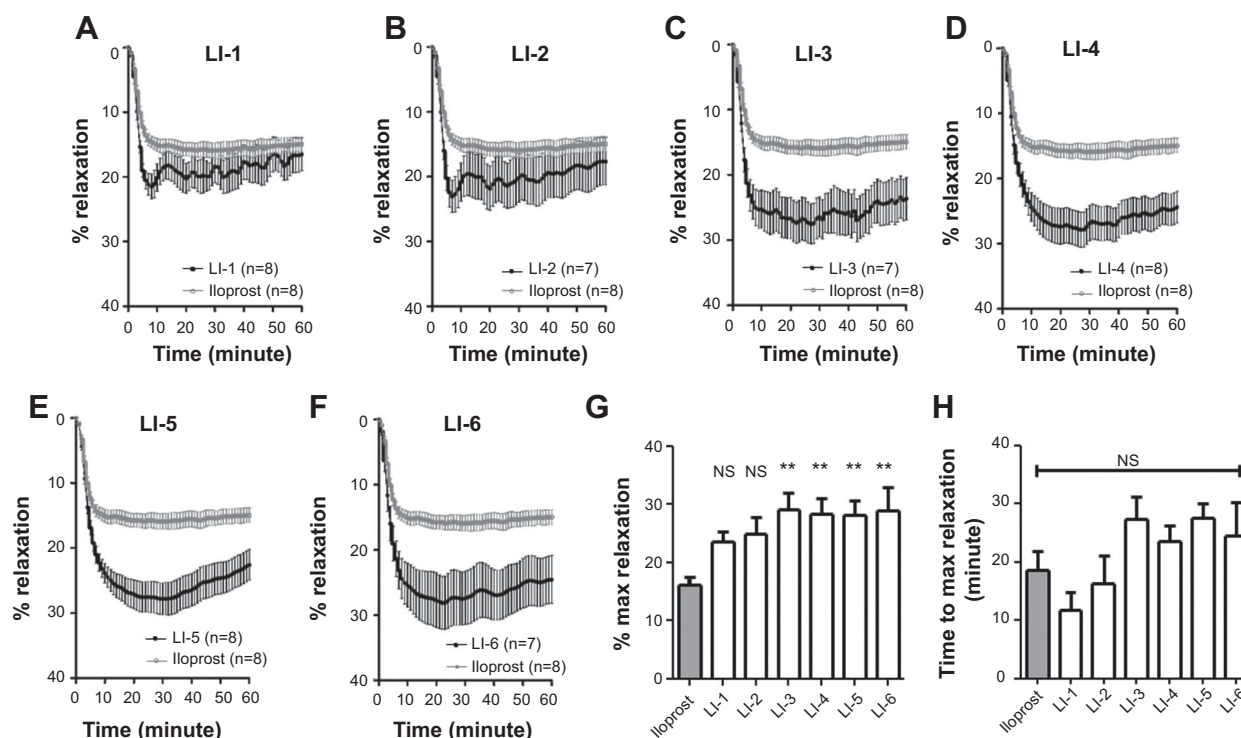 A
LI-1
0
10
20
30
40
% relaxation
LI-1 (n=8)
Iloprost (n=8)
0 10 20 30 40 50 60
Time (minute)
B
LI-2
0
10
20
30
40
% relaxation
LI-2 (n=7)
Iloprost (n=8)
0 10 20 30 40 50 60
Time (minute)
C
LI-3
0
10
20
30
40
% relaxation
LI-3 (n=7)
Iloprost (n=8)
0 10 20 30 40 50 60
Time (minute)
D
LI-4
0
10
20
30
40
% relaxation
LI-4 (n=8)
Iloprost (n=8)
0 10 20 30 40 50 60
Time (minute)
E
LI-5
0
10
20
30
40
% relaxation
LI-5 (n=8)
Iloprost (n=8)
0 10 20 30 40 50 60
Time (minute)
F
LI-6
0
10
20
30
40
% relaxation
LI-6 (n=7)
Iloprost (n=8)
0 10 20 30 40 50 60
Time (minute)
G
40
30
20
10
0
% max relaxation
NS NS ** ** ** **
Iloprost LI-1 LI-2 LI-3 LI-4 LI-5 LI-6
H
40
30
20
10
0
Time to max relaxation
(minute)
NS
Iloprost LI-1 LI-2 LI-3 LI-4 LI-5 LI-6